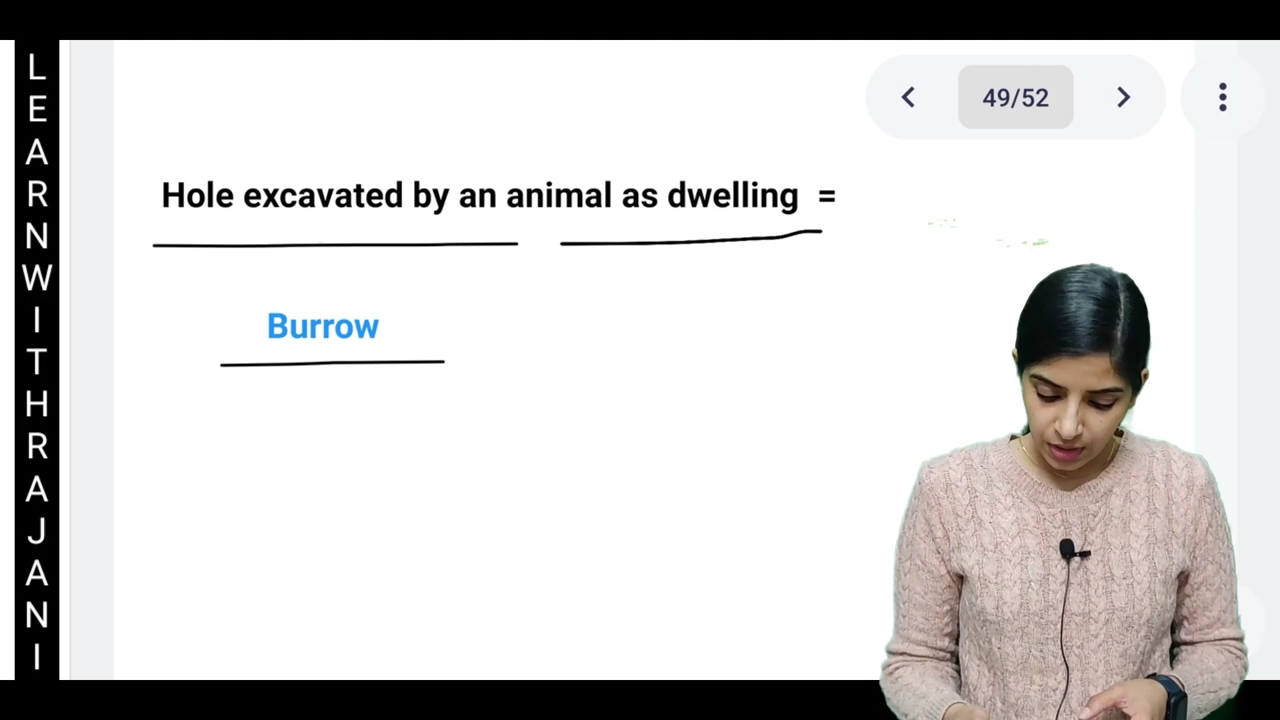 LEARNWITHRAJANI
49/52
Hole excavated by an animal as dwelling =
Burrow